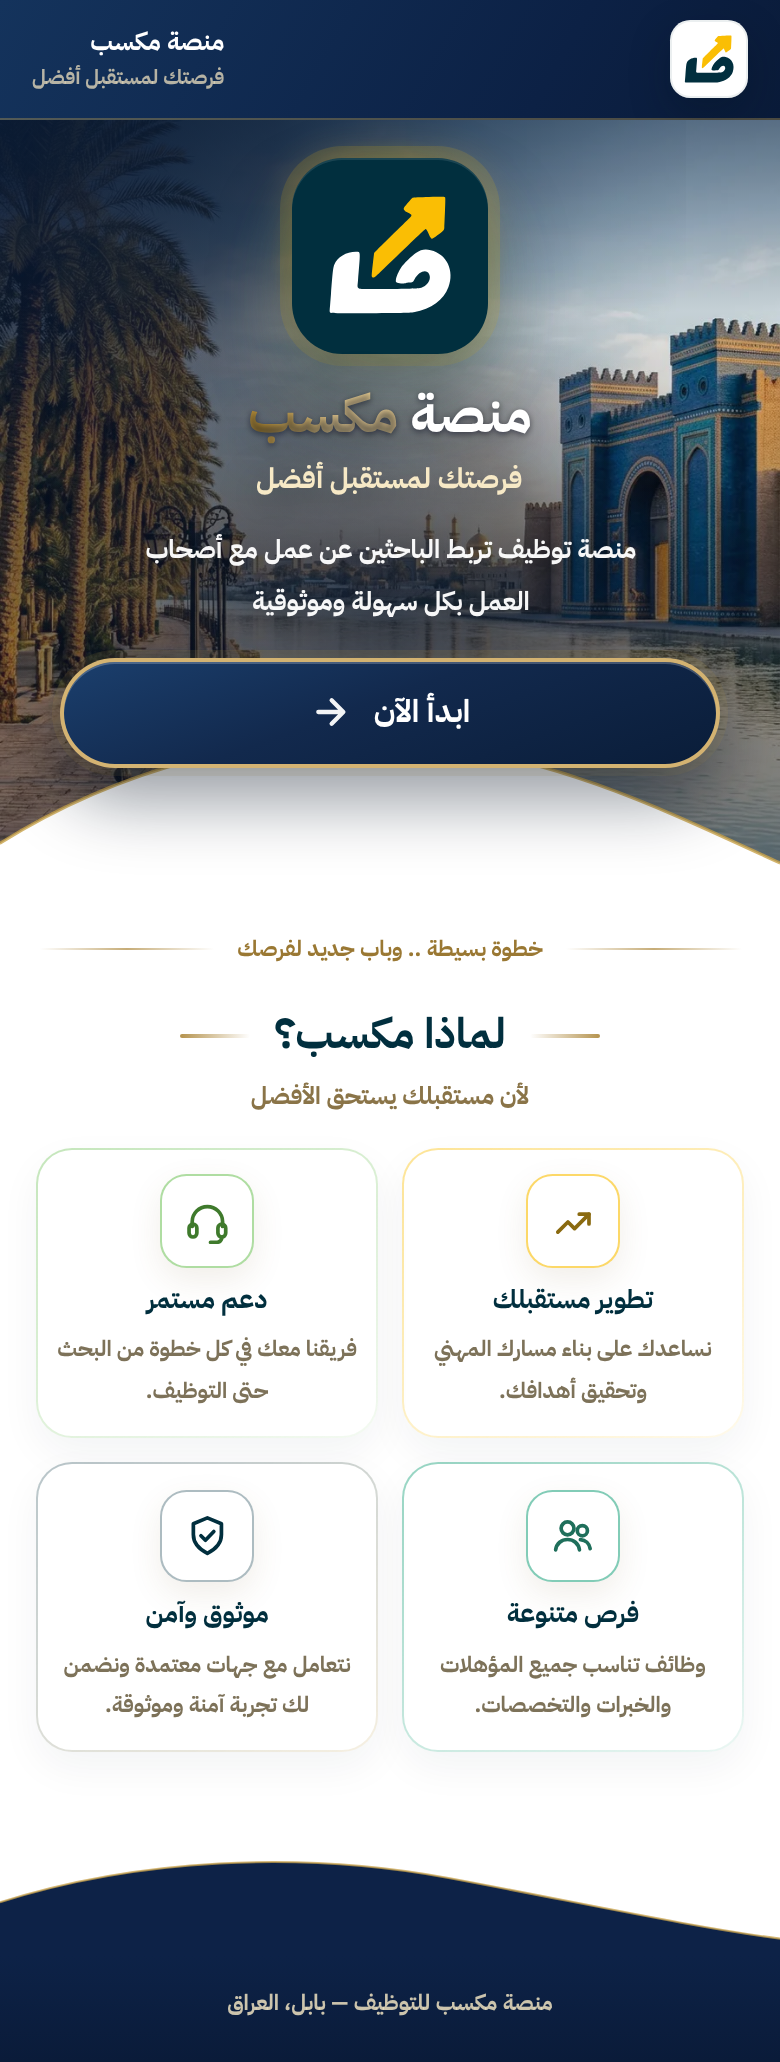 منصة مكسب
فرصتك لمستقبل أفضل
منصة مكسب
فرصتك لمستقبل أفضل
منصة توظيف تربط الباحثين عن عمل مع أصحاب
العمل بكل سهولة وموثوقية
ابدأ الآن
خطوة بسيطة .. وباب جديد لفرصك
لماذا مكسب؟
لأن مستقبلك يستحق الأفضل
تطوير مستقبلك
نساعدك على بناء مسارك المهني
وتحقيق أهدافك.
دعم مستمر
فريقنا معك في كل خطوة من البحث
حتى التوظيف.
فرص متنوعة
وظائف تناسب جميع المؤهلات
والخبرات والتخصصات.
موثوق وآمن
نتعامل مع جهات معتمدة ونضمن
لك تجربة آمنة وموثوقة.
منصة مكسب للتوظيف — بابل، العراق